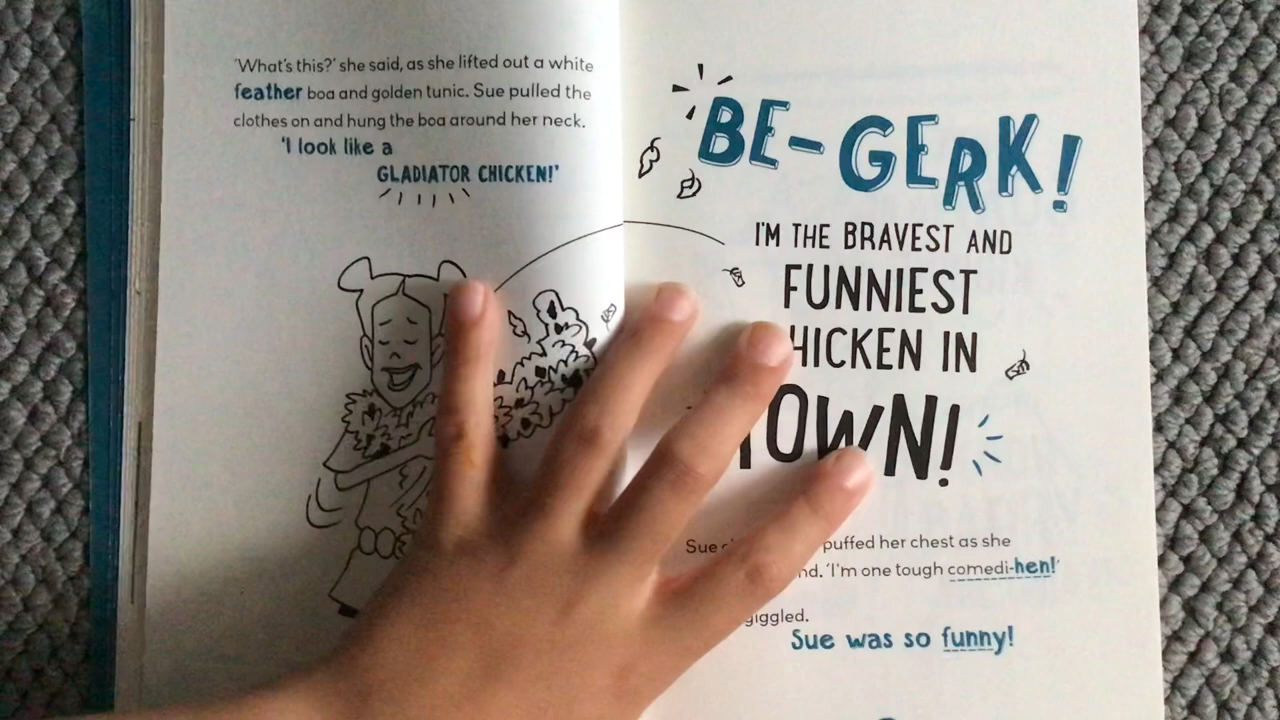 'What's this?' she said, as she lifted out a white
feather boa and golden tunic. Sue pulled the
clothes on and hung the boa around her neck.
'I look like a
GLADIATOR CHICKEN!'
BE-GERK!
I'M THE BRAVEST AND
FUNNIEST
HICKEN IN
TOWN!
Sue puffed her chest as she
'I'm one tough comedi-hen!'
giggled.
Sue was so funny!